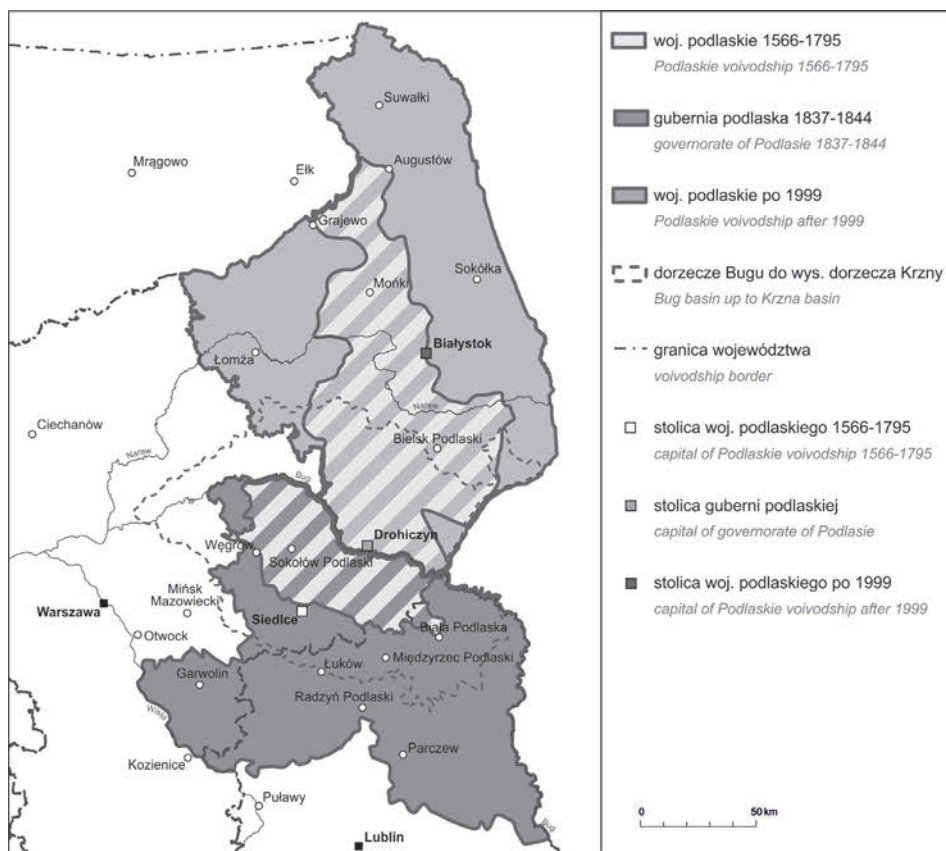 Suwałki
Augustów
Mrągowo
Ełk
Grajewo
Sokółka
Mońki
Białystok
Łomża
Narew
Ciechanów
Bielsk Podlaski
Narew
Bug
Drohiczyn
Węgrów
Sokołów Podlaski
Mińsk
Mazowiecki
Warszawa
Siedlce
Otwock
Biała Podlaska
Międzyrzec Podlaski
Łuków
Garwolin
Radzyń Podlaski
Wisła
Parczew
Kozienice
Puławy
Bug
Lublin
woj. podlaskie 1566-1795
Podlaskie voivodship 1566-1795
gubernia podlaska 1837-1844
governorate of Podlasie 1837-1844
woj. podlaskie po 1999
Podlaskie voivodship after 1999
dorzecze Bugu do wys. dorzecza Krzny
Bug basin up to Krzna basin
granica województwa
voivodship border
stolica woj. podlaskiego 1566-1795
capital of Podlaskie voivodship 1566-1795
stolica guberni podlaskiej
capital of governorate of Podlasie
stolica woj. podlaskiego po 1999
capital of Podlaskie voivodship after 1999
0 50 km